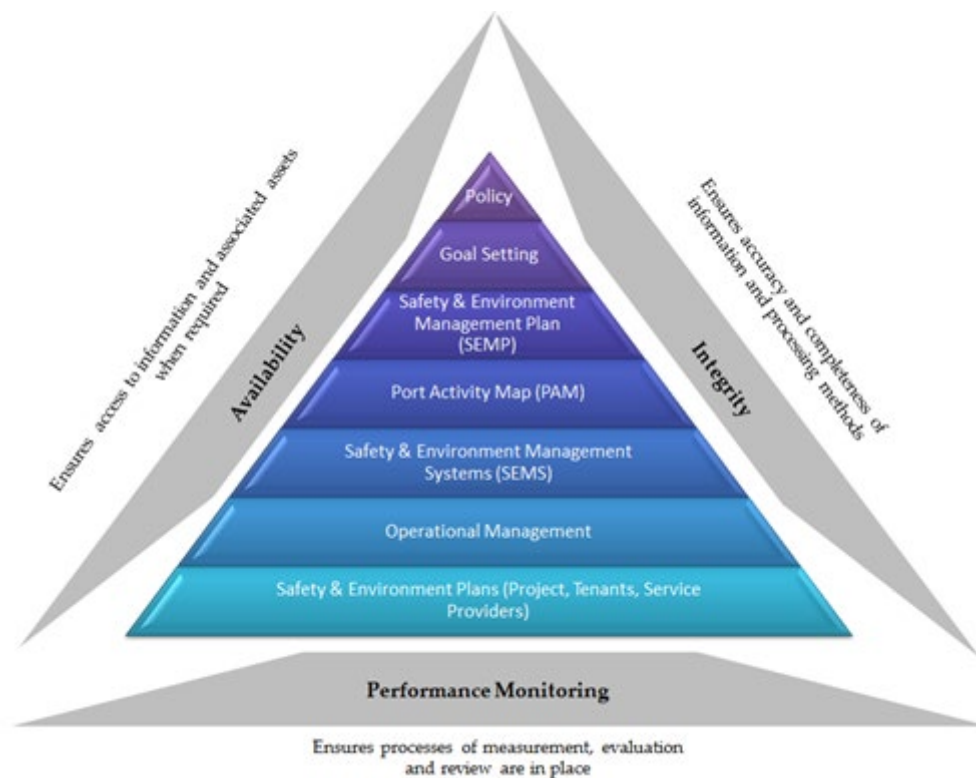 Policy
Goal Setting
Safety & Environment
Management Plan
(SEMP)
Port Activity Map (PAM)
Safety & Environment Management
Systems (SEMS)
Operational Management
Safety & Environment Plans (Project, Tenants, Service
Providers)
Ensures access to information and associated assets
when required
Availability
Integrity
Ensures accuracy and completeness of
information and processing methods
Performance Monitoring
Ensures processes of measurement, evaluation
and review are in place